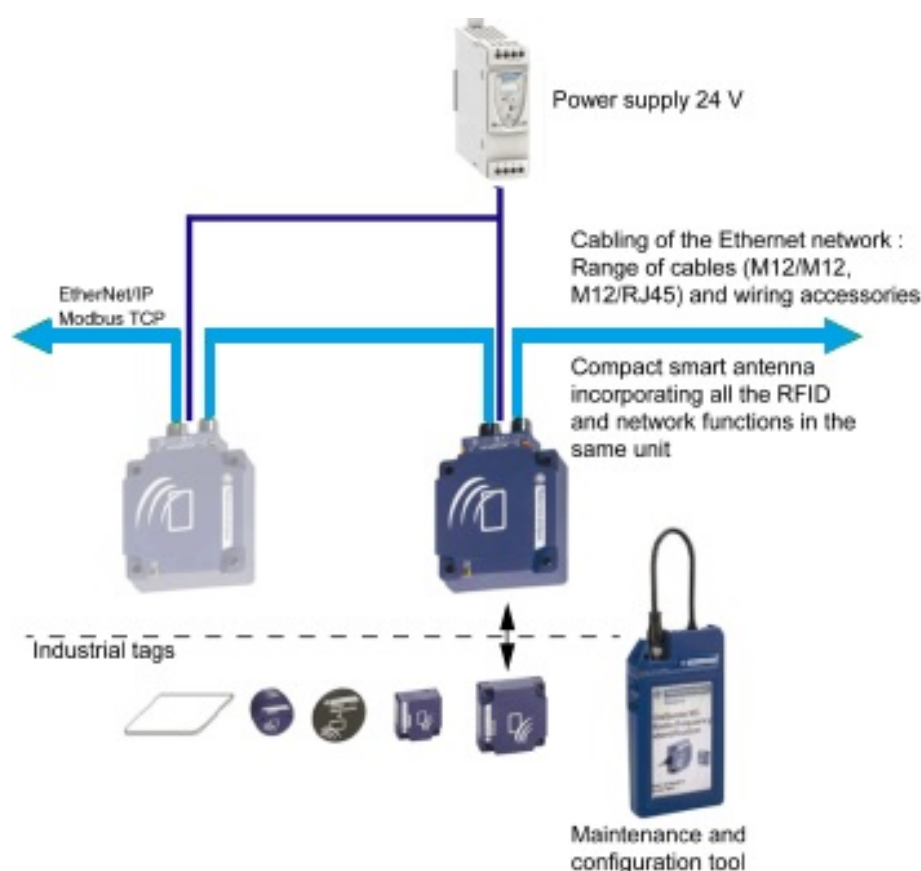 Power supply 24 V
Cabling of the Ethernet network :
Range of cables (M12/M12,
M12/RJ45) and wiring accessories
EtherNet/IP
Modbus TCP
Compact smart antenna
incorporating all the RFID
and network functions in the
same unit
Industrial tags
Maintenance and
configuration tool